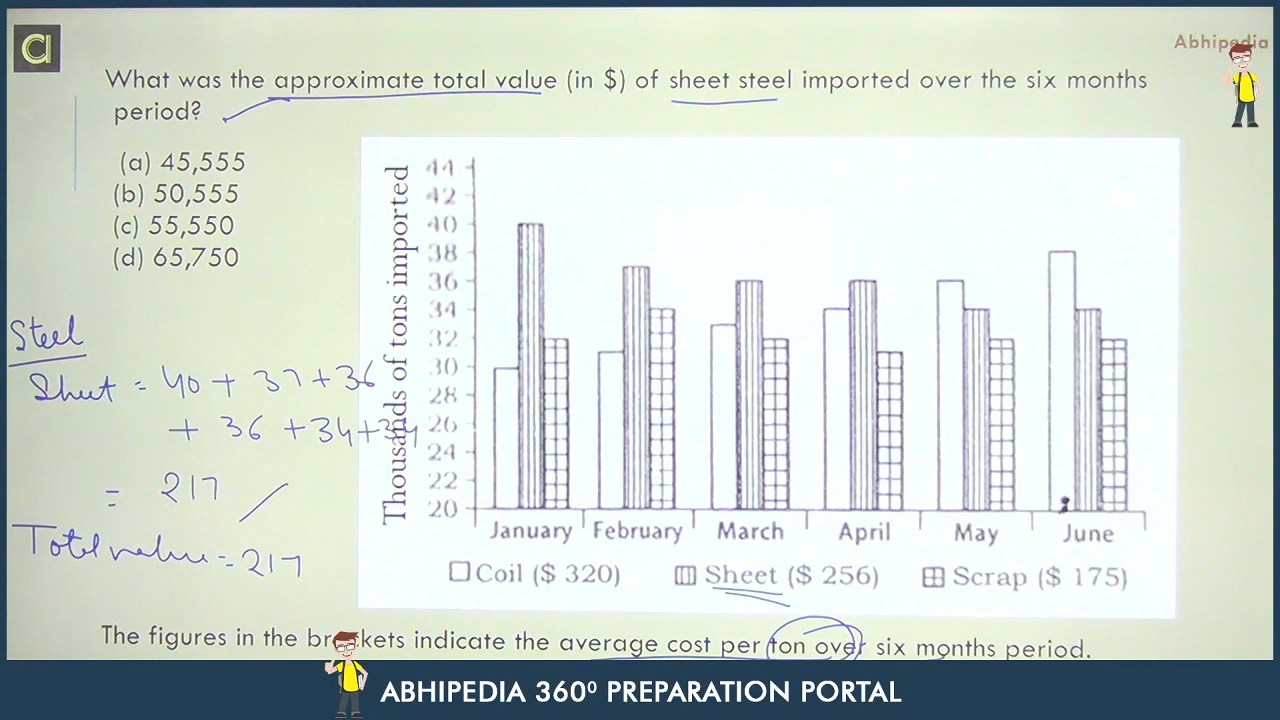 Abhipedia
What was the approximate total value (in $) of sheet steel imported over the six months
period?
(a) 45,555
(b) 50,555
(c) 55,550
(d) 65,750
Steel
Sheet = 40 + 37 + 36
+ 36 + 34 + 34
= 217
Total value = 217
Thousands of tons imported
44
42
40
38
36
34
32
30
28
26
24
22
20
January February March April May June
Coil ($ 320) Sheet ($ 256) Scrap ($ 175)
The figures in the brackets indicate the average cost per ton over six months period.
ABHIPEDIA 360⁰ PREPARATION PORTAL